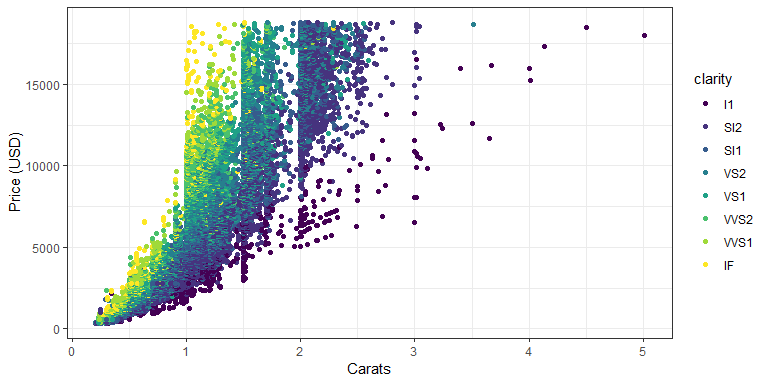 15000
10000
5000
0
Price (USD)
0 1 2 3 4 5
Carats
clarity
I1
SI2
SI1
VS2
VS1
VVS2
VVS1
IF